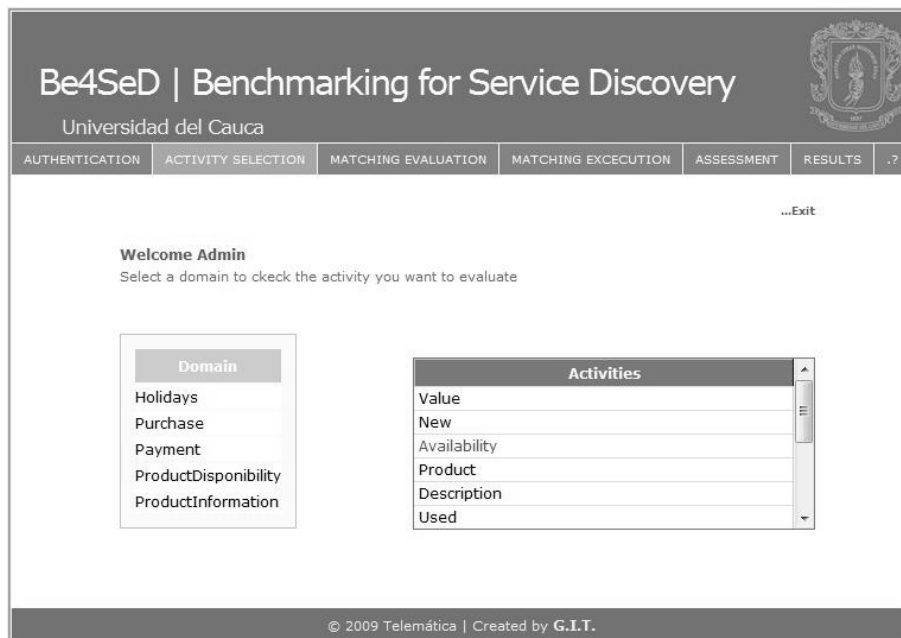 Be4SeD | Benchmarking for Service Discovery
Universidad del Cauca
AUTHENTICATION ACTIVITY SELECTION MATCHING EVALUATION MATCHING EXCECUTION ASSESSMENT RESULTS .?
...Exit
Welcome Admin
Select a domain to ckeck the activity you want to evaluate
Domain
Holidays
Purchase
Payment
ProductDisponibility
ProductInformation
Activities
Value
New
Availability
Product
Description
Used
© 2009 Telemática | Created by G.I.T.